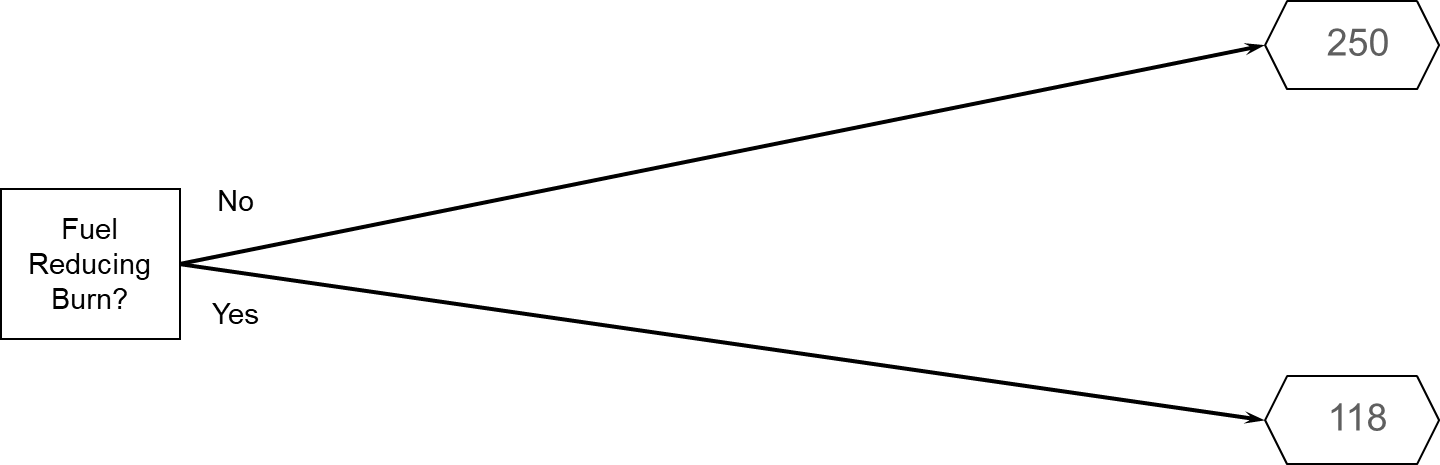 250
No
Fuel
Reducing
Burn?
Yes
118